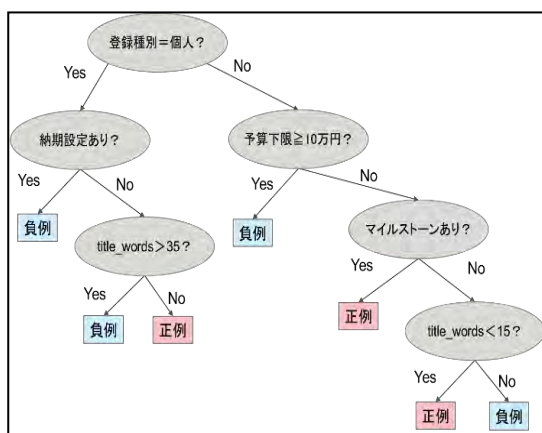 登録種別＝個人？
Yes
No
納期設定あり？
予算下限≧10万円？
Yes
No
Yes
No
負例
title_words＞35？
負例
マイルストーンあり？
Yes
No
Yes
No
負例
正例
正例
title_words＜15？
Yes
No
正例
負例